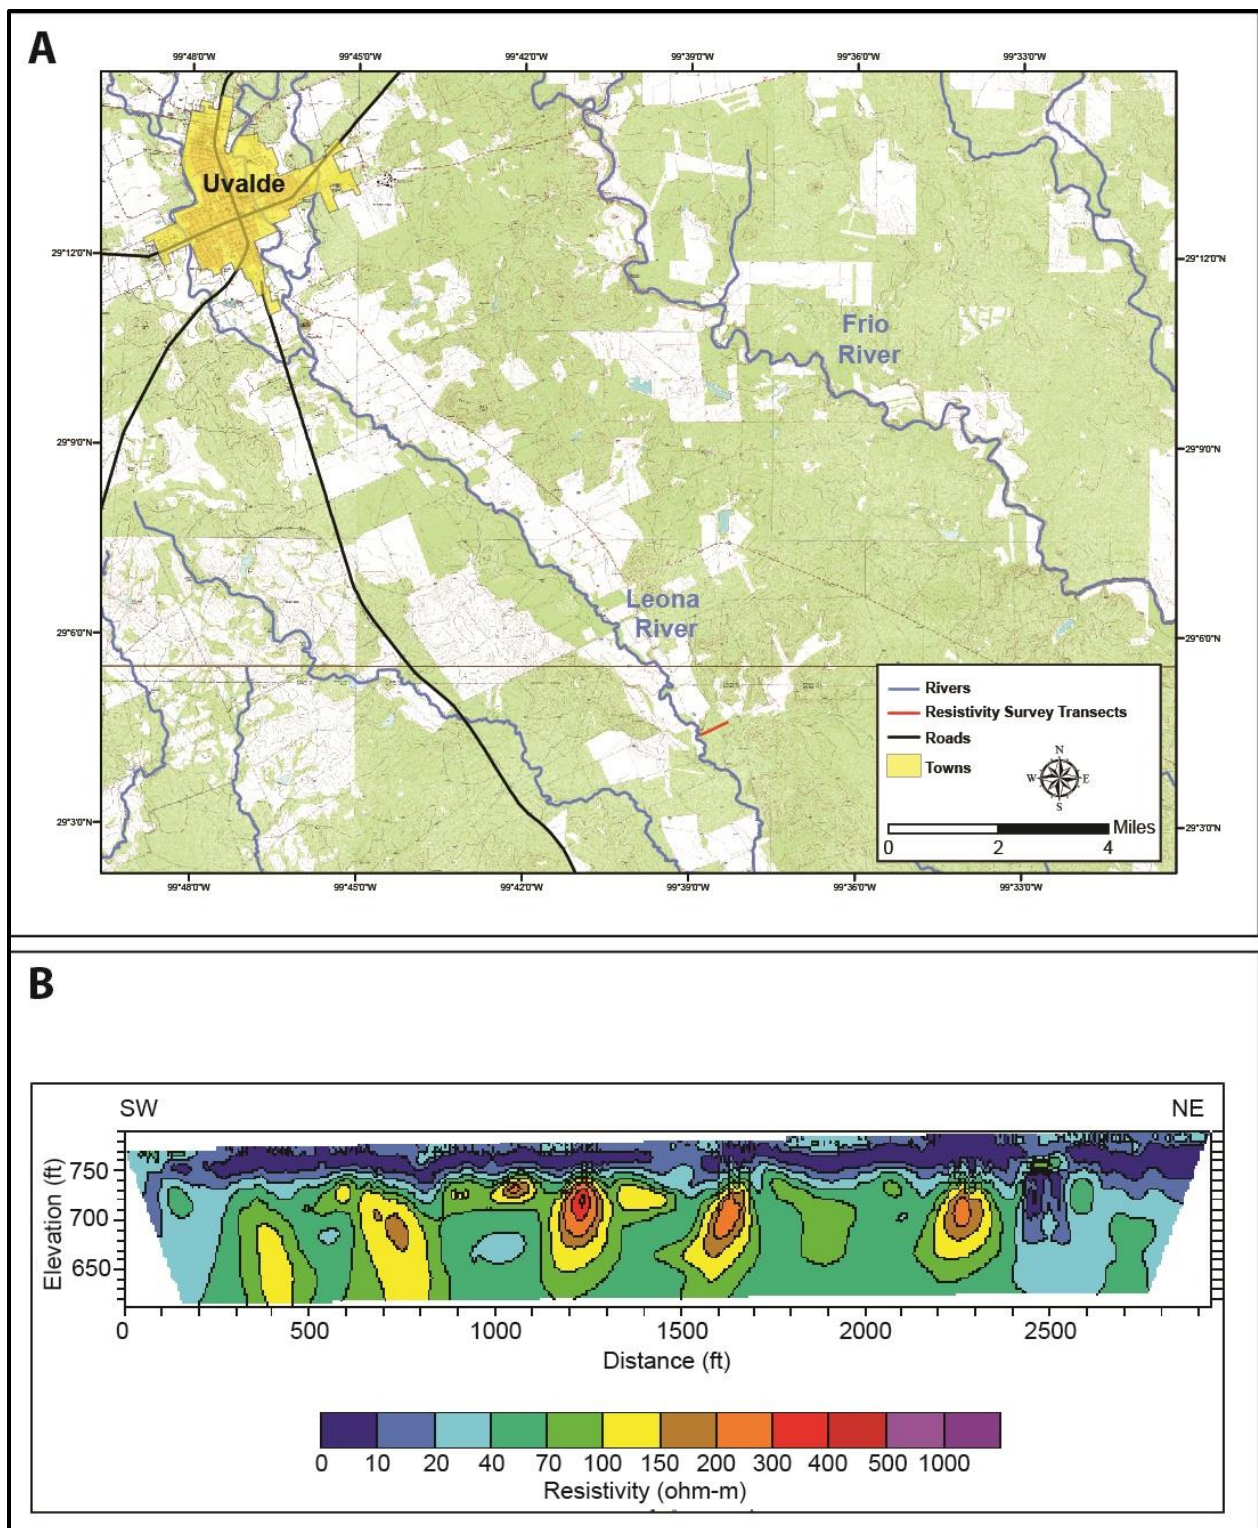 A
99°48'0"W 99°45'0"W 99°42'0"W 99°39'0"W 99°36'0"W 99°33'0"W
Uvalde
29°12'0"N 29°12'0"N
Frio
River
29°9'0"N 29°9'0"N
Leona
River
29°6'0"N 29°6'0"N
Rivers
Resistivity Survey Transects
Roads
Towns
N
W E
S
Miles
0 2 4
29°3'0"N 29°3'0"N
99°48'0"W 99°45'0"W 99°42'0"W 99°39'0"W 99°36'0"W 99°33'0"W
B
SW NE
Elevation (ft)
750
700
650
0 500 1000 1500 2000 2500
Distance (ft)
0 10 20 40 70 100 150 200 300 400 500 1000
Resistivity (ohm-m)